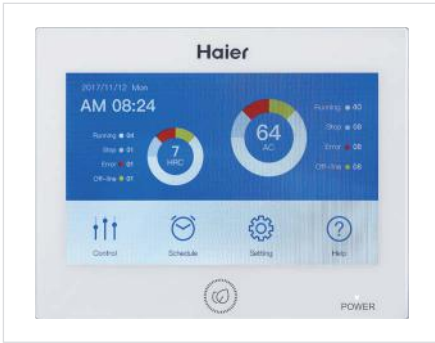 Haier
2017/11/12 Mon
AM 08:24
Running 04
Stop 01
Error 01
Off-line 01
7
HRC
64
AC
Running 40
Stop 08
Error 08
Off-line 08
Control
Schedule
Setting
Help
POWER